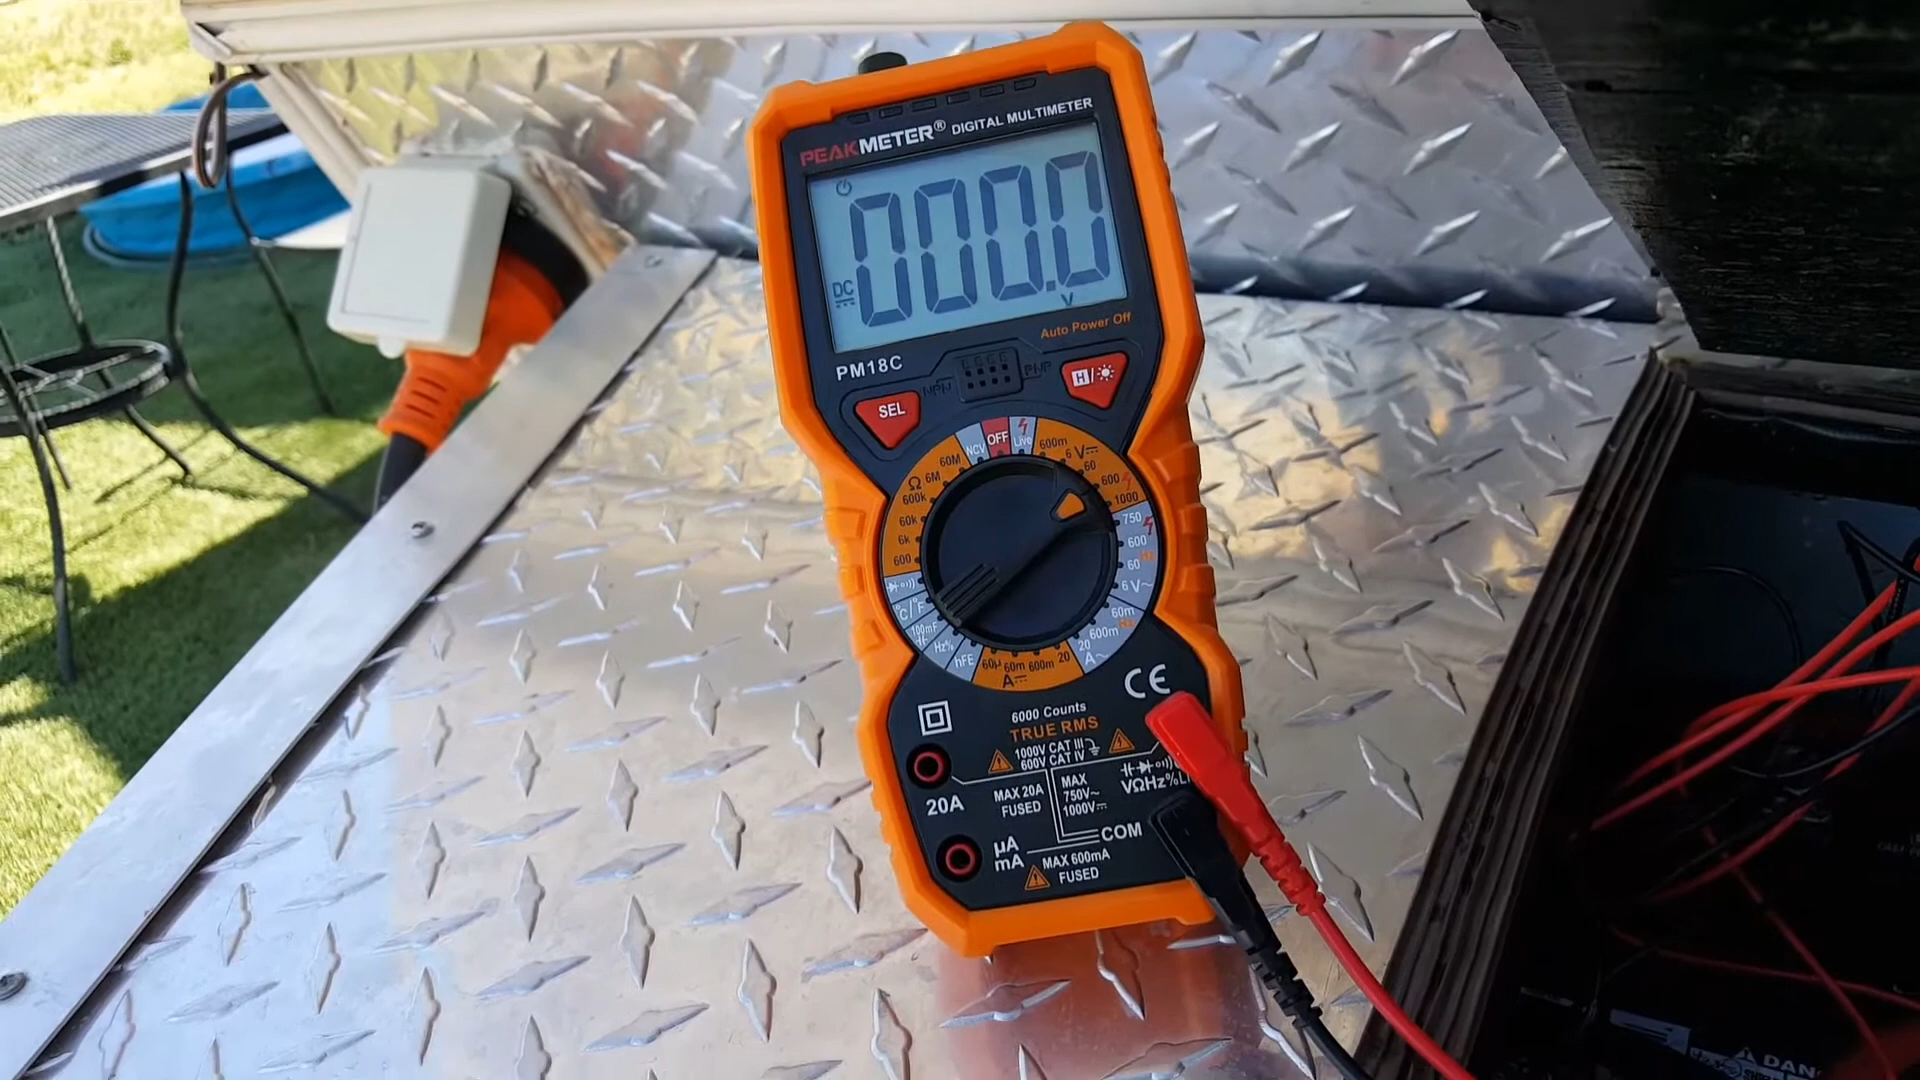 PEAKMETER® DIGITAL MULTIMETER
000.0
DC
V
Auto Power Off
PM18C
NPN
PNP
SEL
H/
NCV
OFF
Live
600m
6
V
60
600
1000
750
600
Hz
60
6 V~
60m
Hz
600m
20
A~
20
600m
60m
60µ
A
hFE
Hz%
100mF
°C/°F
600
6k
60k
600k
Ω
6M
60M
CE
6000 Counts
TRUE RMS
1000V CAT III
600V CAT IV
20A
MAX 20A
FUSED
MAX
750V~
1000V
VΩHz%
COM
µA
mA
MAX 600mA
FUSED